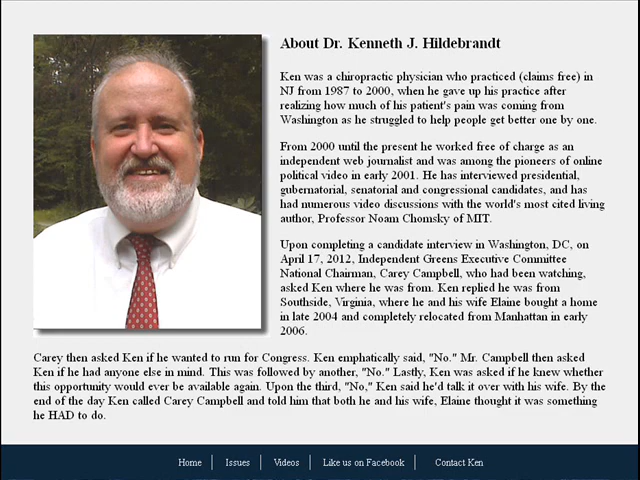 About Dr. Kenneth J. Hildebrandt
Ken was a chiropractic physician who practiced (claims free) in
NJ from 1987 to 2000, when he gave up his practice after
realizing how much of his patient's pain was coming from
Washington as he struggled to help people get better one by one.
From 2000 until the present he worked free of charge as an
independent web journalist and was among the pioneers of online
political video in early 2001. He has interviewed presidential,
gubernatorial, senatorial and congressional candidates, and has
had numerous video discussions with the world's most cited living
author, Professor Noam Chomsky of MIT.
Upon completing a candidate interview in Washington, DC, on
April 17, 2012, Independent Greens Executive Committee
National Chairman, Carey Campbell, who had been watching,
asked Ken where he was from. Ken replied he was from
Southside, Virginia, where he and his wife Elaine bought a home
in late 2004 and completely relocated from Manhattan in early
2006.
Carey then asked Ken if he wanted to run for Congress. Ken emphatically said, "No." Mr. Campbell then asked
Ken if he had anyone else in mind. This was followed by another, "No." Lastly, Ken was asked if he knew whether
this opportunity would ever be available again. Upon the third, "No," Ken said he'd talk it over with his wife. By the
end of the day Ken called Carey Campbell and told him that both he and his wife, Elaine thought it was something
he HAD to do.
Home | Issues | Videos | Like us on Facebook | Contact Ken